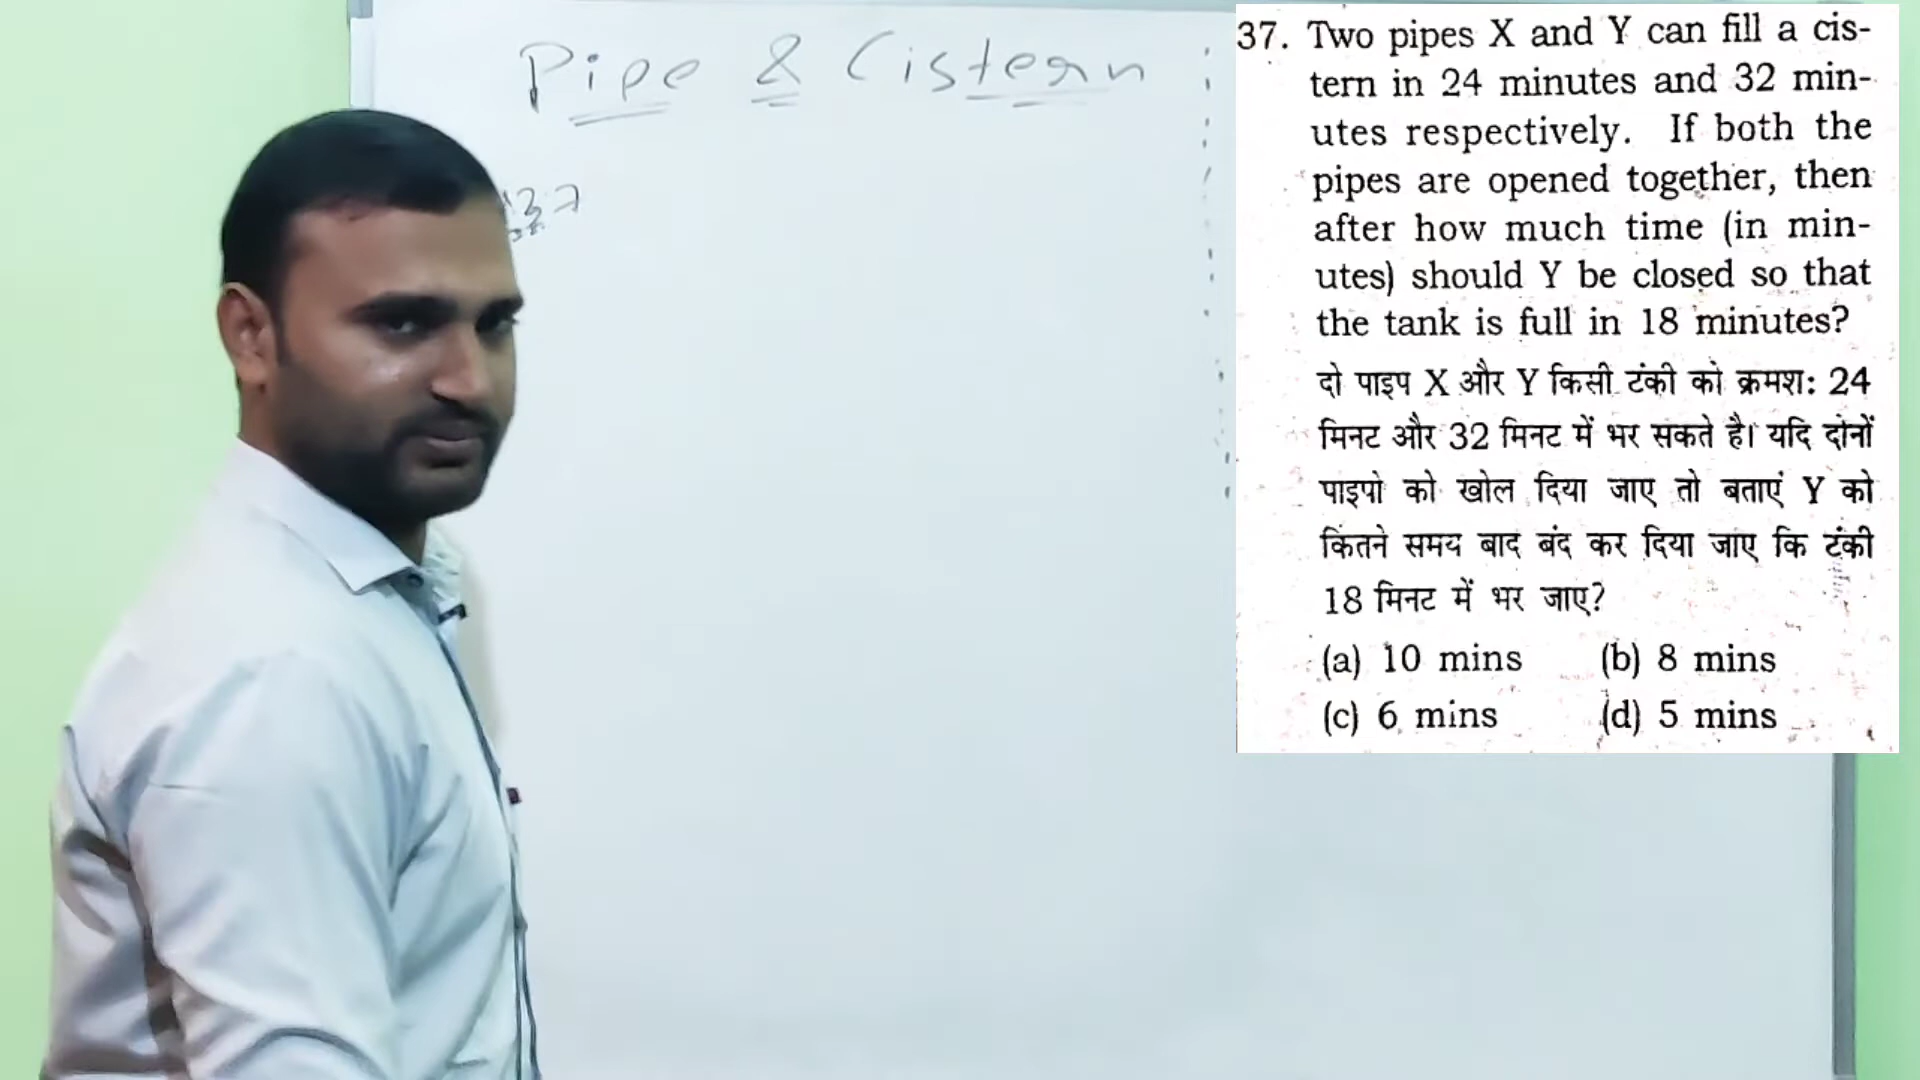 Pipe & Cistern
37. Two pipes X and Y can fill a cis-
tern in 24 minutes and 32 min-
utes respectively. If both the
pipes are opened together, then
after how much time (in min-
utes) should Y be closed so that
the tank is full in 18 minutes?
दो पाइप X और Y किसी टंकी को क्रमश: 24
मिनट और 32 मिनट में भर सकते है। यदि दोनों
पाइपो को खोल दिया जाए तो बताएं Y को
कितने समय बाद बंद कर दिया जाए कि टंकी
18 मिनट में भर जाए?
(a) 10 mins (b) 8 mins
(c) 6 mins (d) 5 mins